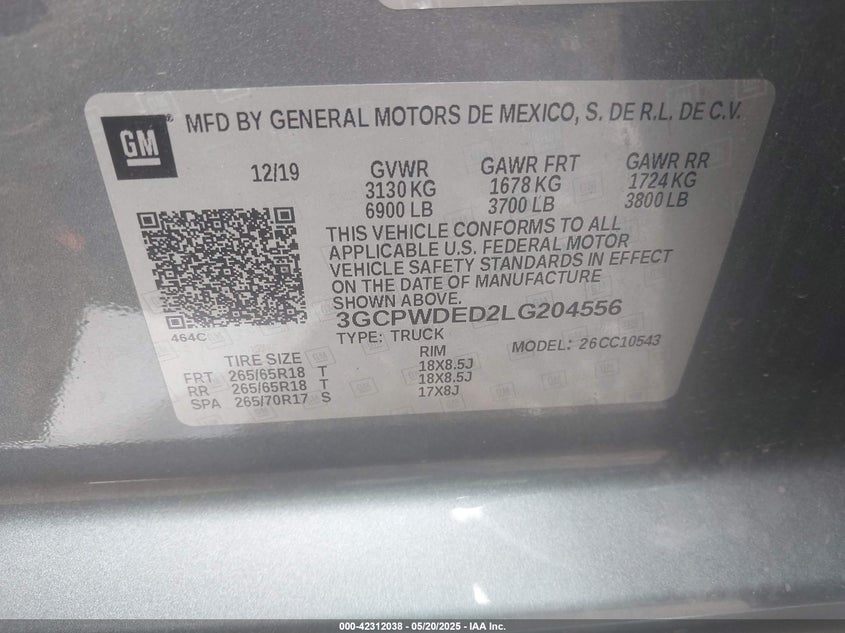 GM
MFD BY GENERAL MOTORS DE MEXICO, S. DE R.L. DE C.V.
12/19 GVWR GAWR FRT GAWR RR
3130 KG 1678 KG 1724 KG
6900 LB 3700 LB 3800 LB
THIS VEHICLE CONFORMS TO ALL
APPLICABLE U.S. FEDERAL MOTOR
VEHICLE SAFETY STANDARDS IN EFFECT
ON THE DATE OF MANUFACTURE
SHOWN ABOVE.
3GCPWDED2LG204556
464C
TYPE: TRUCK
MODEL: 26CC10543
TIRE SIZE RIM
FRT 265/65R18 T 18X8.5J
RR 265/65R18 T 18X8.5J
SPA 265/70R17 S 17X8J
000-42312038 - 05/20/2025 - IAA Inc.